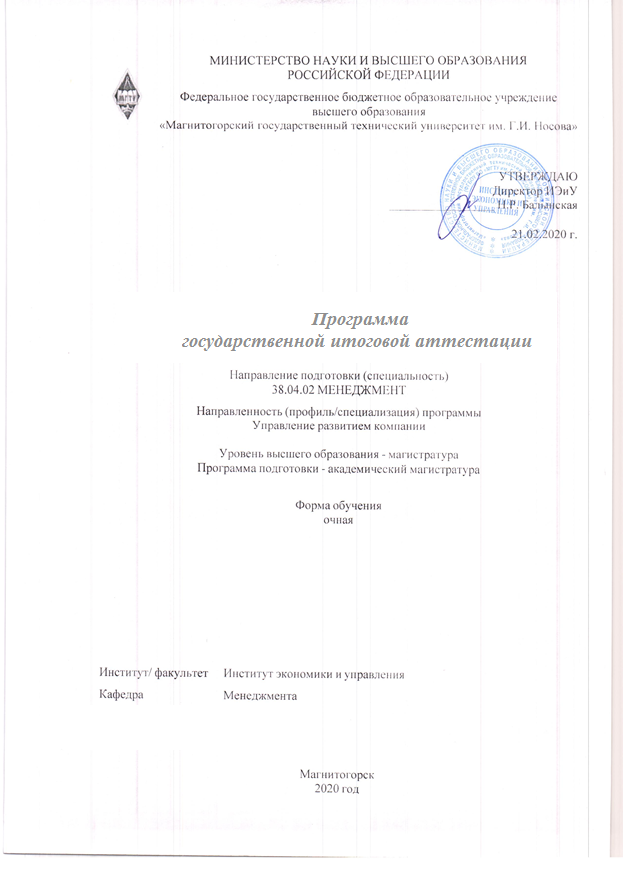 МИНИСТЕРСТВО НАУКИ И ВЫСШЕГО ОБРАЗОВАНИЯ
РОССИЙСКОЙ ФЕДЕРАЦИИ
Федеральное государственное бюджетное образовательное учреждение
высшего образования
«Магнитогорский государственный технический университет им. Г.И. Носова»
УТВЕРЖДАЮ
Директор ИЭиУ
Н.Р. Балынская
21.02.2020 г.
Программа
государственной итоговой аттестации
Направление подготовки (специальность)
38.04.02 МЕНЕДЖМЕНТ
Направленность (профиль/специализация) программы
Управление развитием компании
Уровень высшего образования - магистратура
Программа подготовки - академический магистратура
Форма обучения
очная
Институт/ факультет Институт экономики и управления
Кафедра Менеджмента
Магнитогорск
2020 год